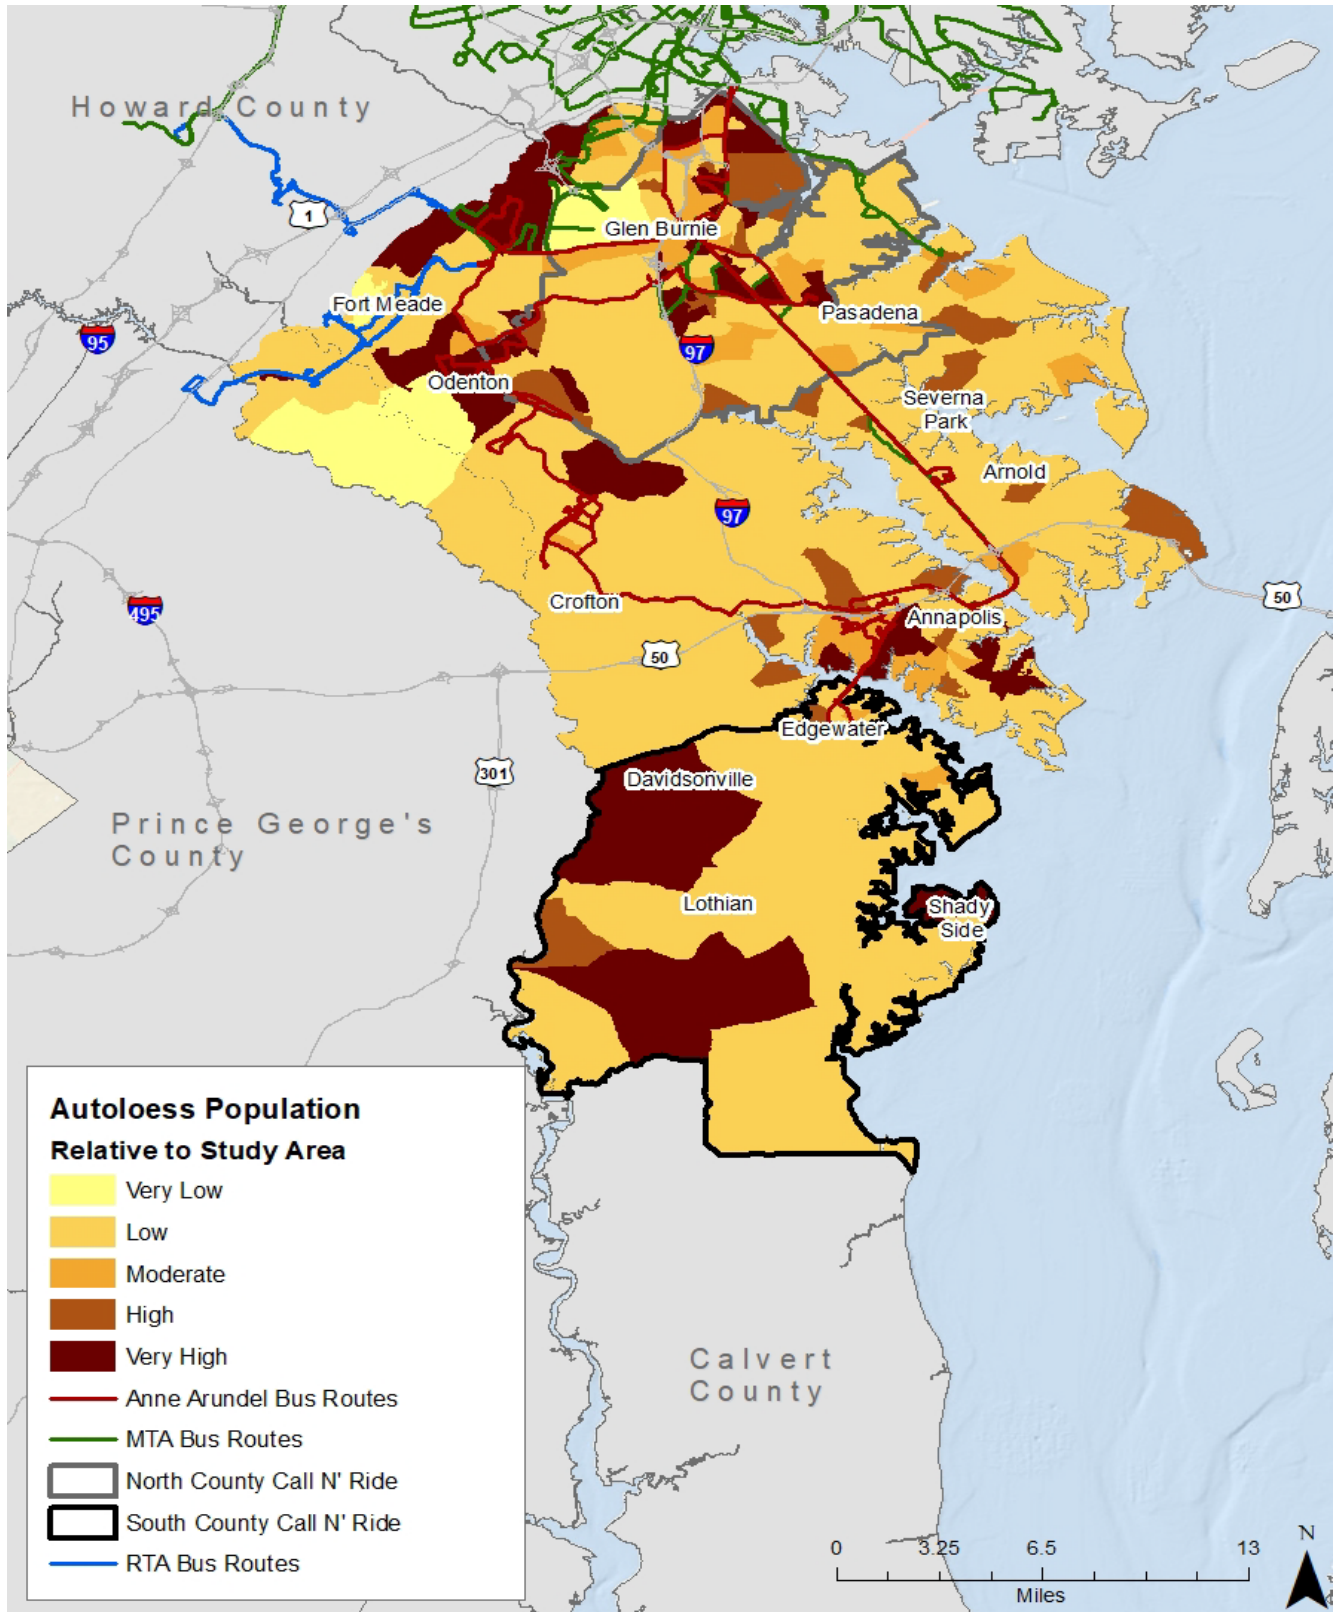 Howard County
1
Glen Burnie
Fort Meade
Pasadena
95
97
Odenton
Severna
Park
Arnold
97
495
Crofton
50
Annapolis
50
Edgewater
301
Davidsonville
Prince George's
County
Lothian
Shady
Side
Autoloess Population
Relative to Study Area
Very Low
Low
Moderate
High
Very High
Anne Arundel Bus Routes
MTA Bus Routes
North County Call N' Ride
South County Call N' Ride
RTA Bus Routes
Calvert
County
0 3.25 6.5 13
Miles
N